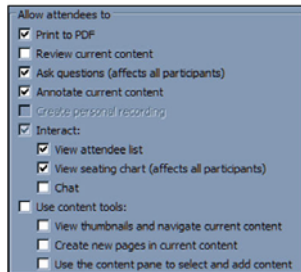 Allow attendees to
Print to PDF
Review current content
Ask questions (affects all participants)
Annotate current content
Create personal recording
Interact:
View attendee list
View seating chart (affects all participants)
Chat
Use content tools:
View thumbnails and navigate current content
Create new pages in current content
Use the content pane to select and add content